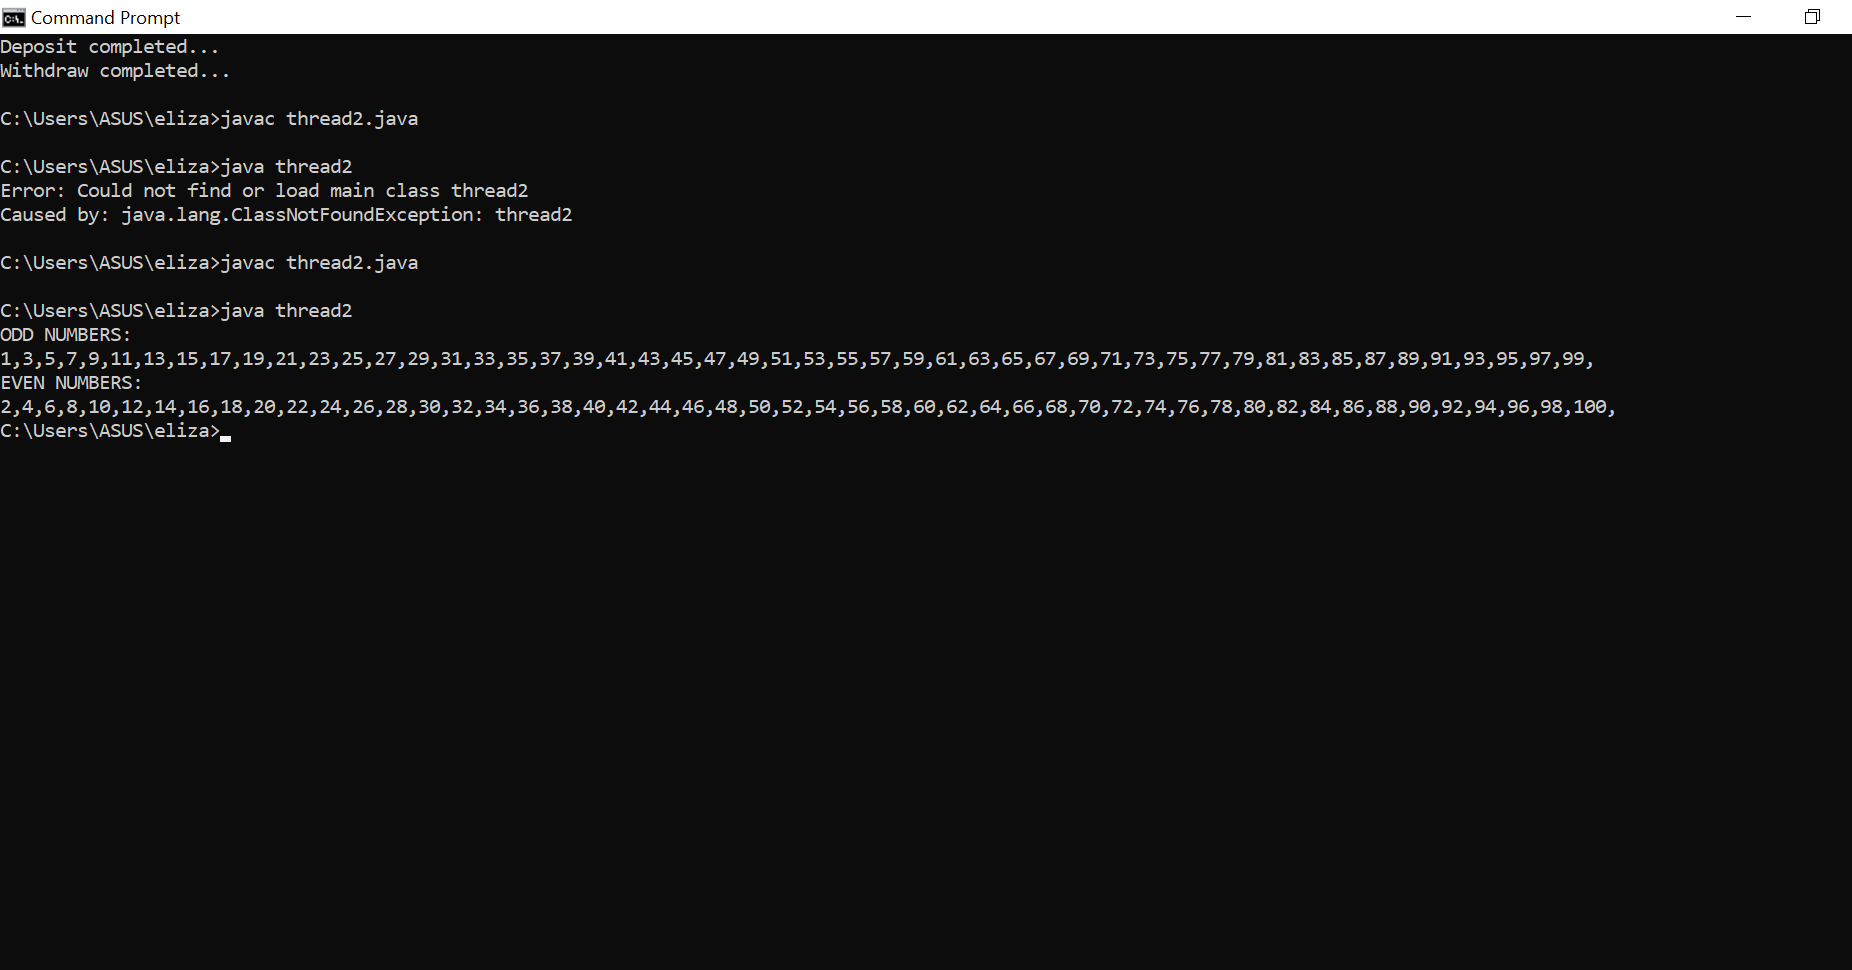 Command Prompt
Deposit completed...
Withdraw completed...
C:\Users\ASUS\eliza>javac thread2.java
C:\Users\ASUS\eliza>java thread2
Error: Could not find or load main class thread2
Caused by: java.lang.ClassNotFoundException: thread2
C:\Users\ASUS\eliza>javac thread2.java
C:\Users\ASUS\eliza>java thread2
ODD NUMBERS:
1,3,5,7,9,11,13,15,17,19,21,23,25,27,29,31,33,35,37,39,41,43,45,47,49,51,53,55,57,59,61,63,65,67,69,71,73,75,77,79,81,83,85,87,89,91,93,95,97,99,
EVEN NUMBERS:
2,4,6,8,10,12,14,16,18,20,22,24,26,28,30,32,34,36,38,40,42,44,46,48,50,52,54,56,58,60,62,64,66,68,70,72,74,76,78,80,82,84,86,88,90,92,94,96,98,100,
C:\Users\ASUS\eliza>